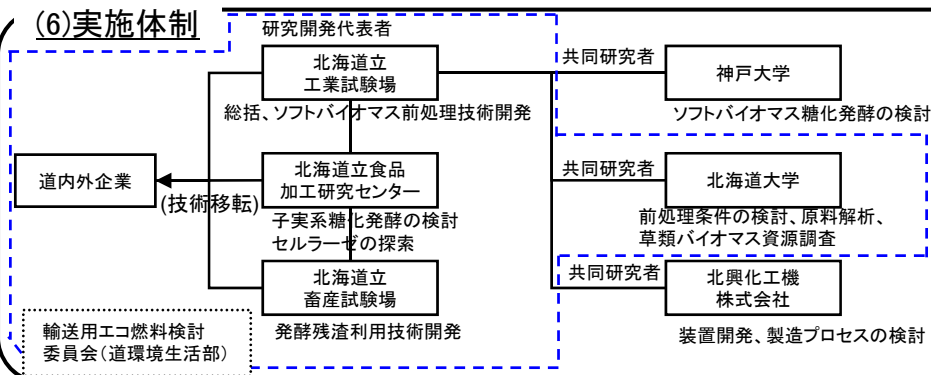 (6)実施体制
研究開発代表者
北海道立
工業試験場
総括、ソフトバイオマス前処理技術開発
共同研究者
神戸大学
ソフトバイオマス糖化発酵の検討
道内外企業
(技術移転)
北海道立食品
加工研究センター
子実系糖化発酵の検討
セルラーゼの探索
共同研究者
北海道大学
前処理条件の検討、原料解析、
草類バイオマス資源調査
北海道立
畜産試験場
発酵残渣利用技術開発
共同研究者
北興化工機
株式会社
装置開発、製造プロセスの検討
輸送用エコ燃料検討
委員会(道環境生活部)